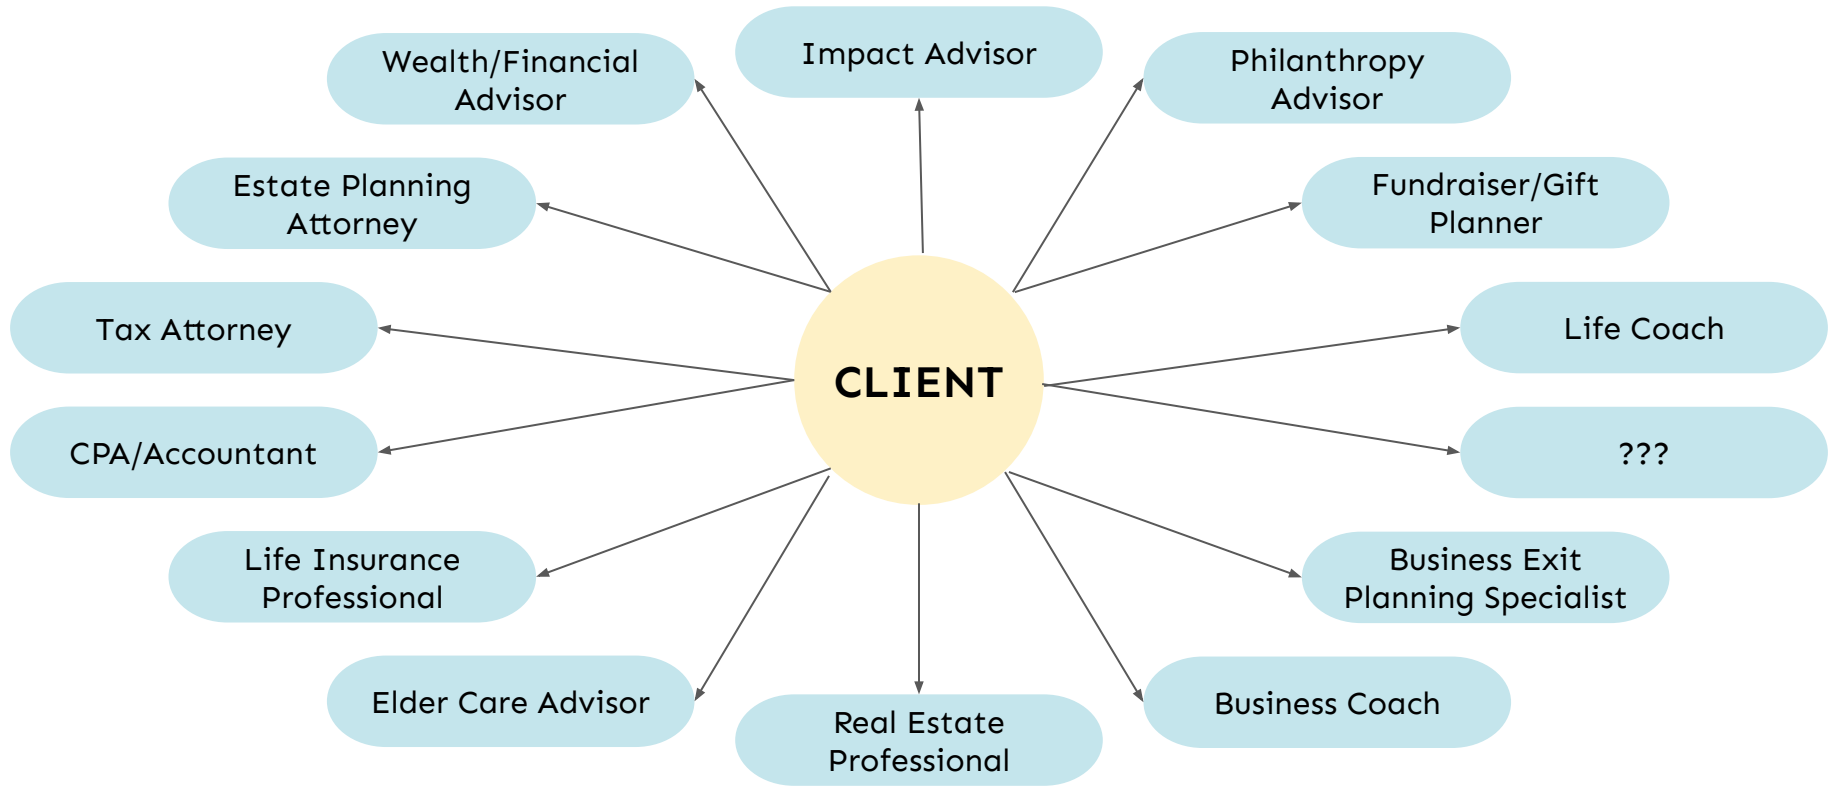 Impact Advisor
Wealth/Financial
Advisor
Philanthropy
Advisor
Estate Planning
Attorney
Fundraiser/Gift
Planner
Tax Attorney
Life Coach
CLIENT
CPA/Accountant
???
Life Insurance
Professional
Business Exit
Planning Specialist
Elder Care Advisor
Business Coach
Real Estate
Professional